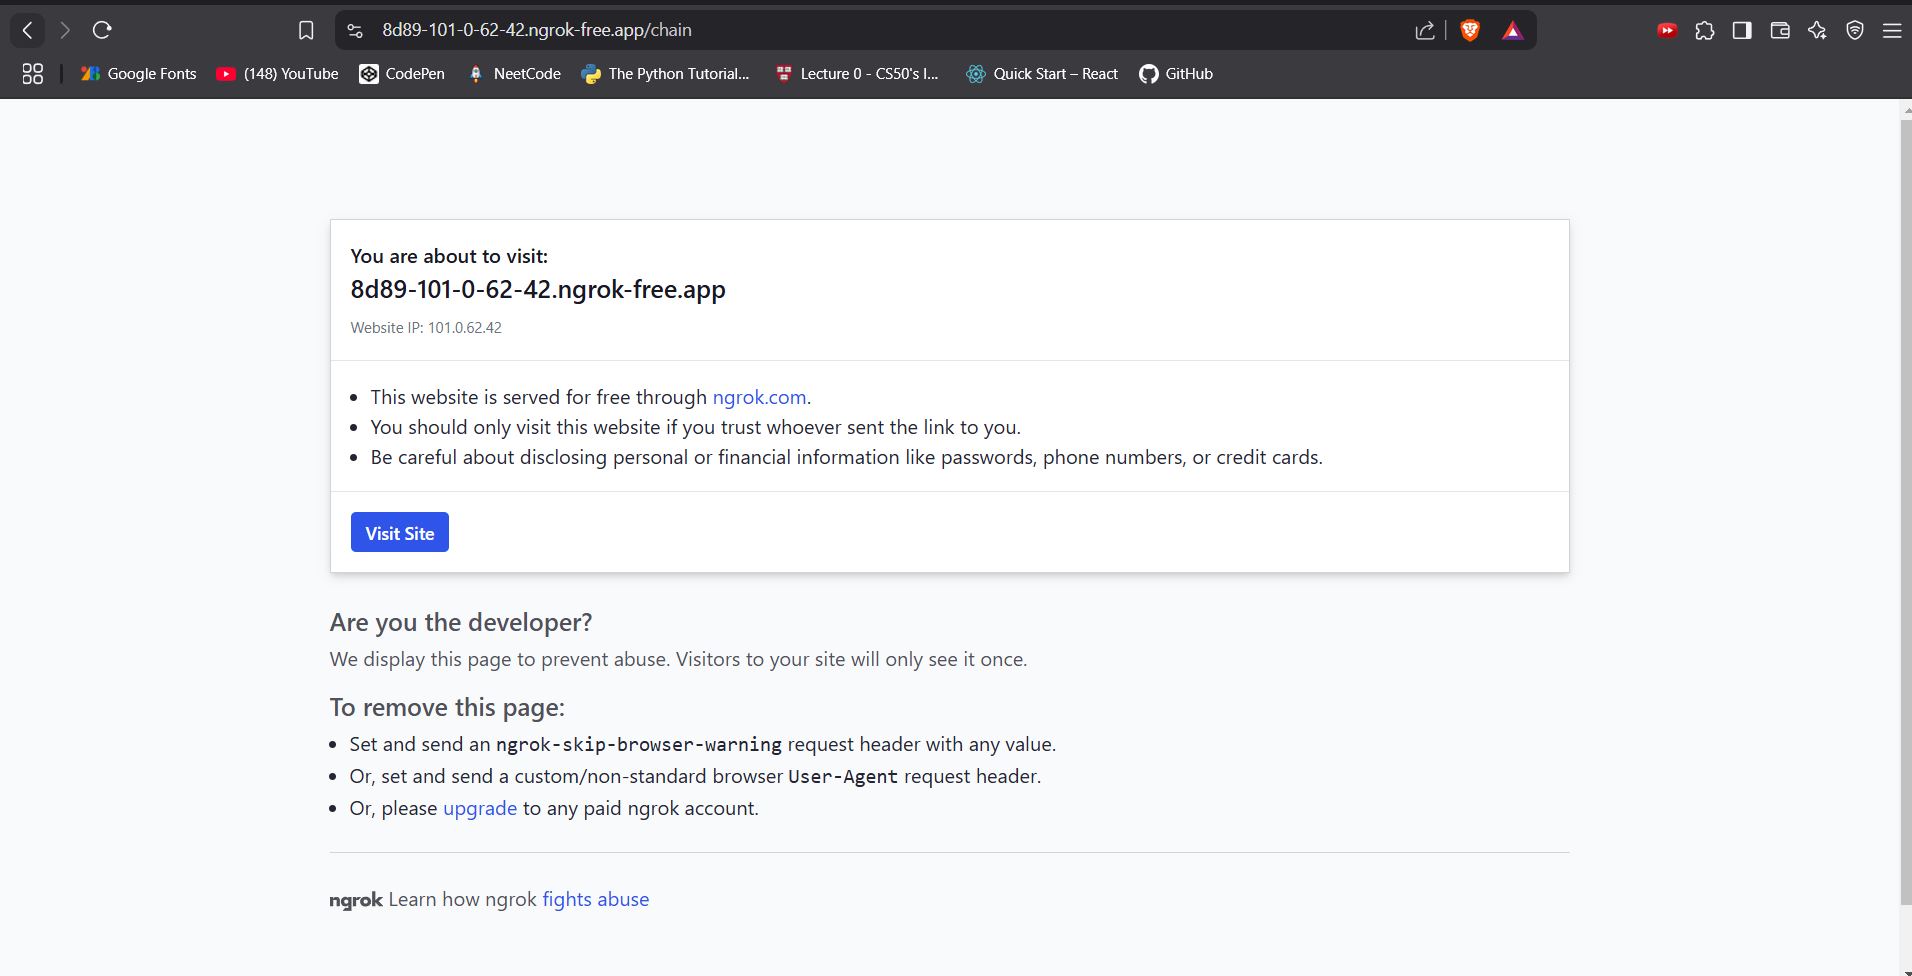 8d89-101-0-62-42.ngrok-free.app/chain
Google Fonts (148) YouTube CodePen NeetCode The Python Tutorial... Lecture 0 - CS50's I... Quick Start – React GitHub
You are about to visit:
8d89-101-0-62-42.ngrok-free.app
Website IP: 101.0.62.42
• This website is served for free through ngrok.com.
• You should only visit this website if you trust whoever sent the link to you.
• Be careful about disclosing personal or financial information like passwords, phone numbers, or credit cards.
Visit Site
Are you the developer?
We display this page to prevent abuse. Visitors to your site will only see it once.
To remove this page:
• Set and send an ngrok-skip-browser-warning request header with any value.
• Or, set and send a custom/non-standard browser User-Agent request header.
• Or, please upgrade to any paid ngrok account.
ngrok Learn how ngrok fights abuse